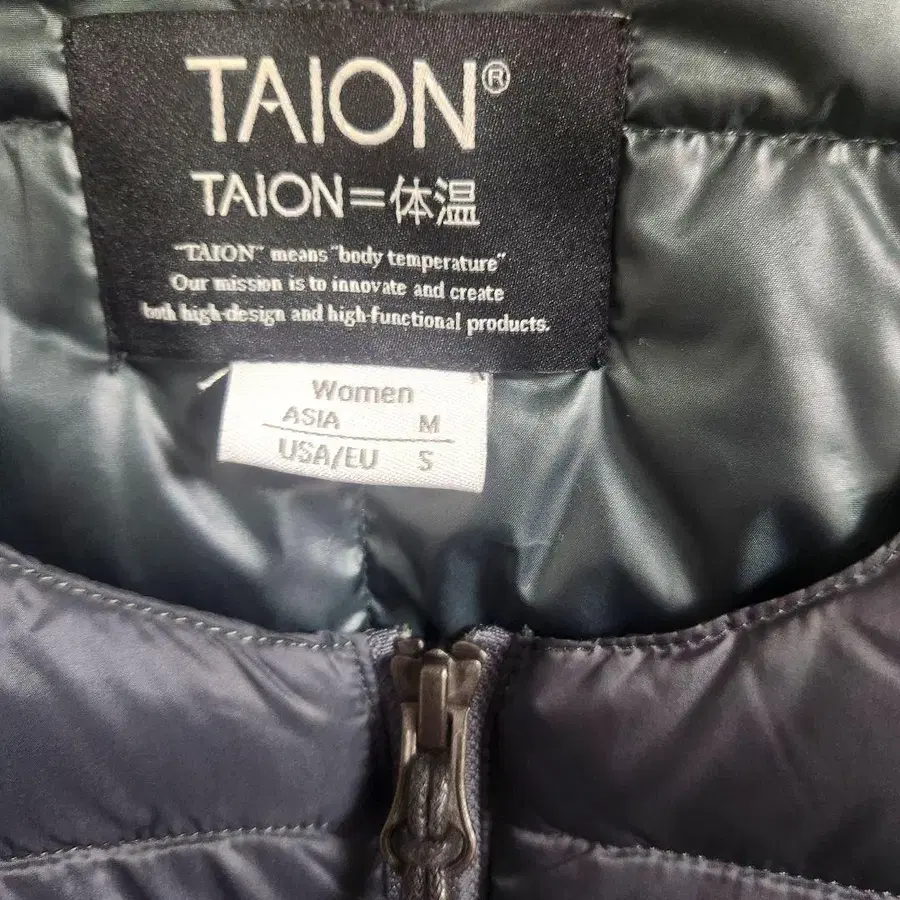 TAION®
TAION=体温
"TAION" means "body temperature"
Our mission is to innovate and create
both high-design and high-functional products.
Women
ASIA M
USA/EU S